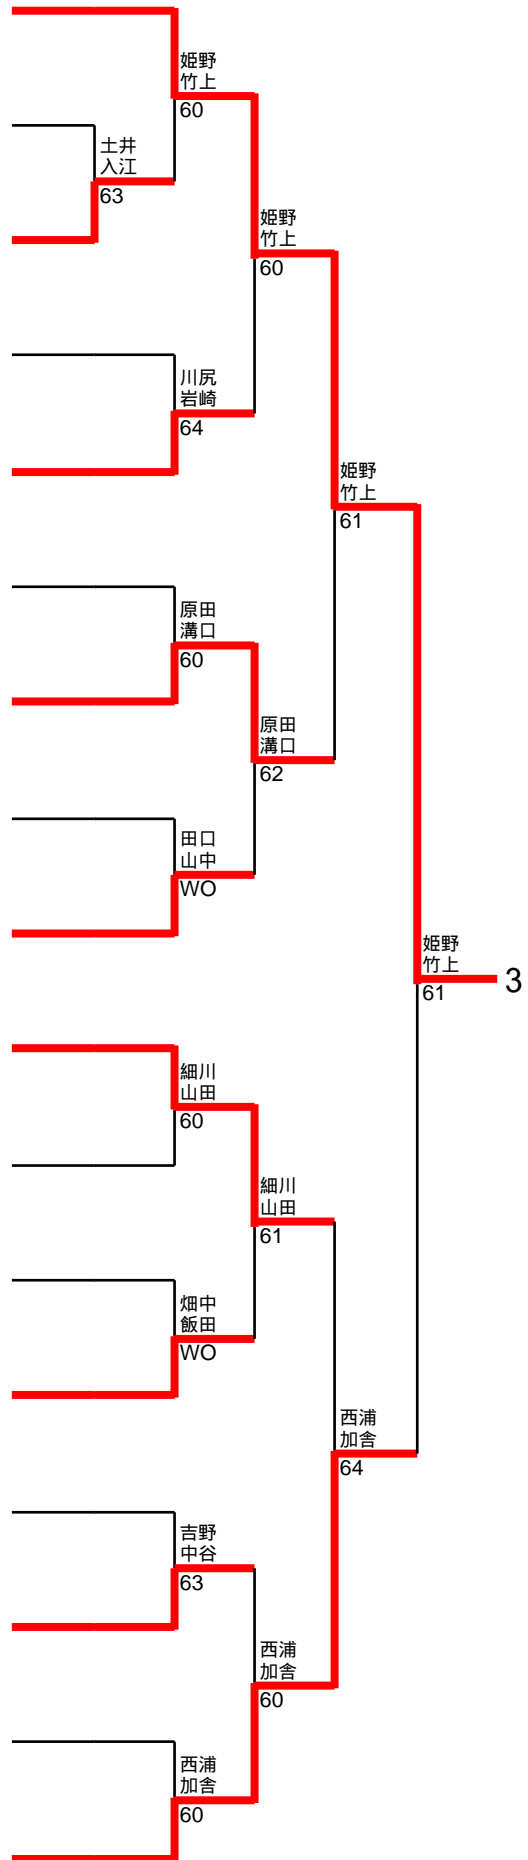 姫野
竹上
60
土井
入江
63
姫野
竹上
60
川尻
岩崎
64
姫野
竹上
61
原田
溝口
60
原田
溝口
62
田口
山中
WO
姫野
竹上
61
3
細川
山田
60
細川
山田
61
畑中
飯田
WO
西浦
加舎
64
吉野
中谷
63
西浦
加舎
60
西浦
加舎
60